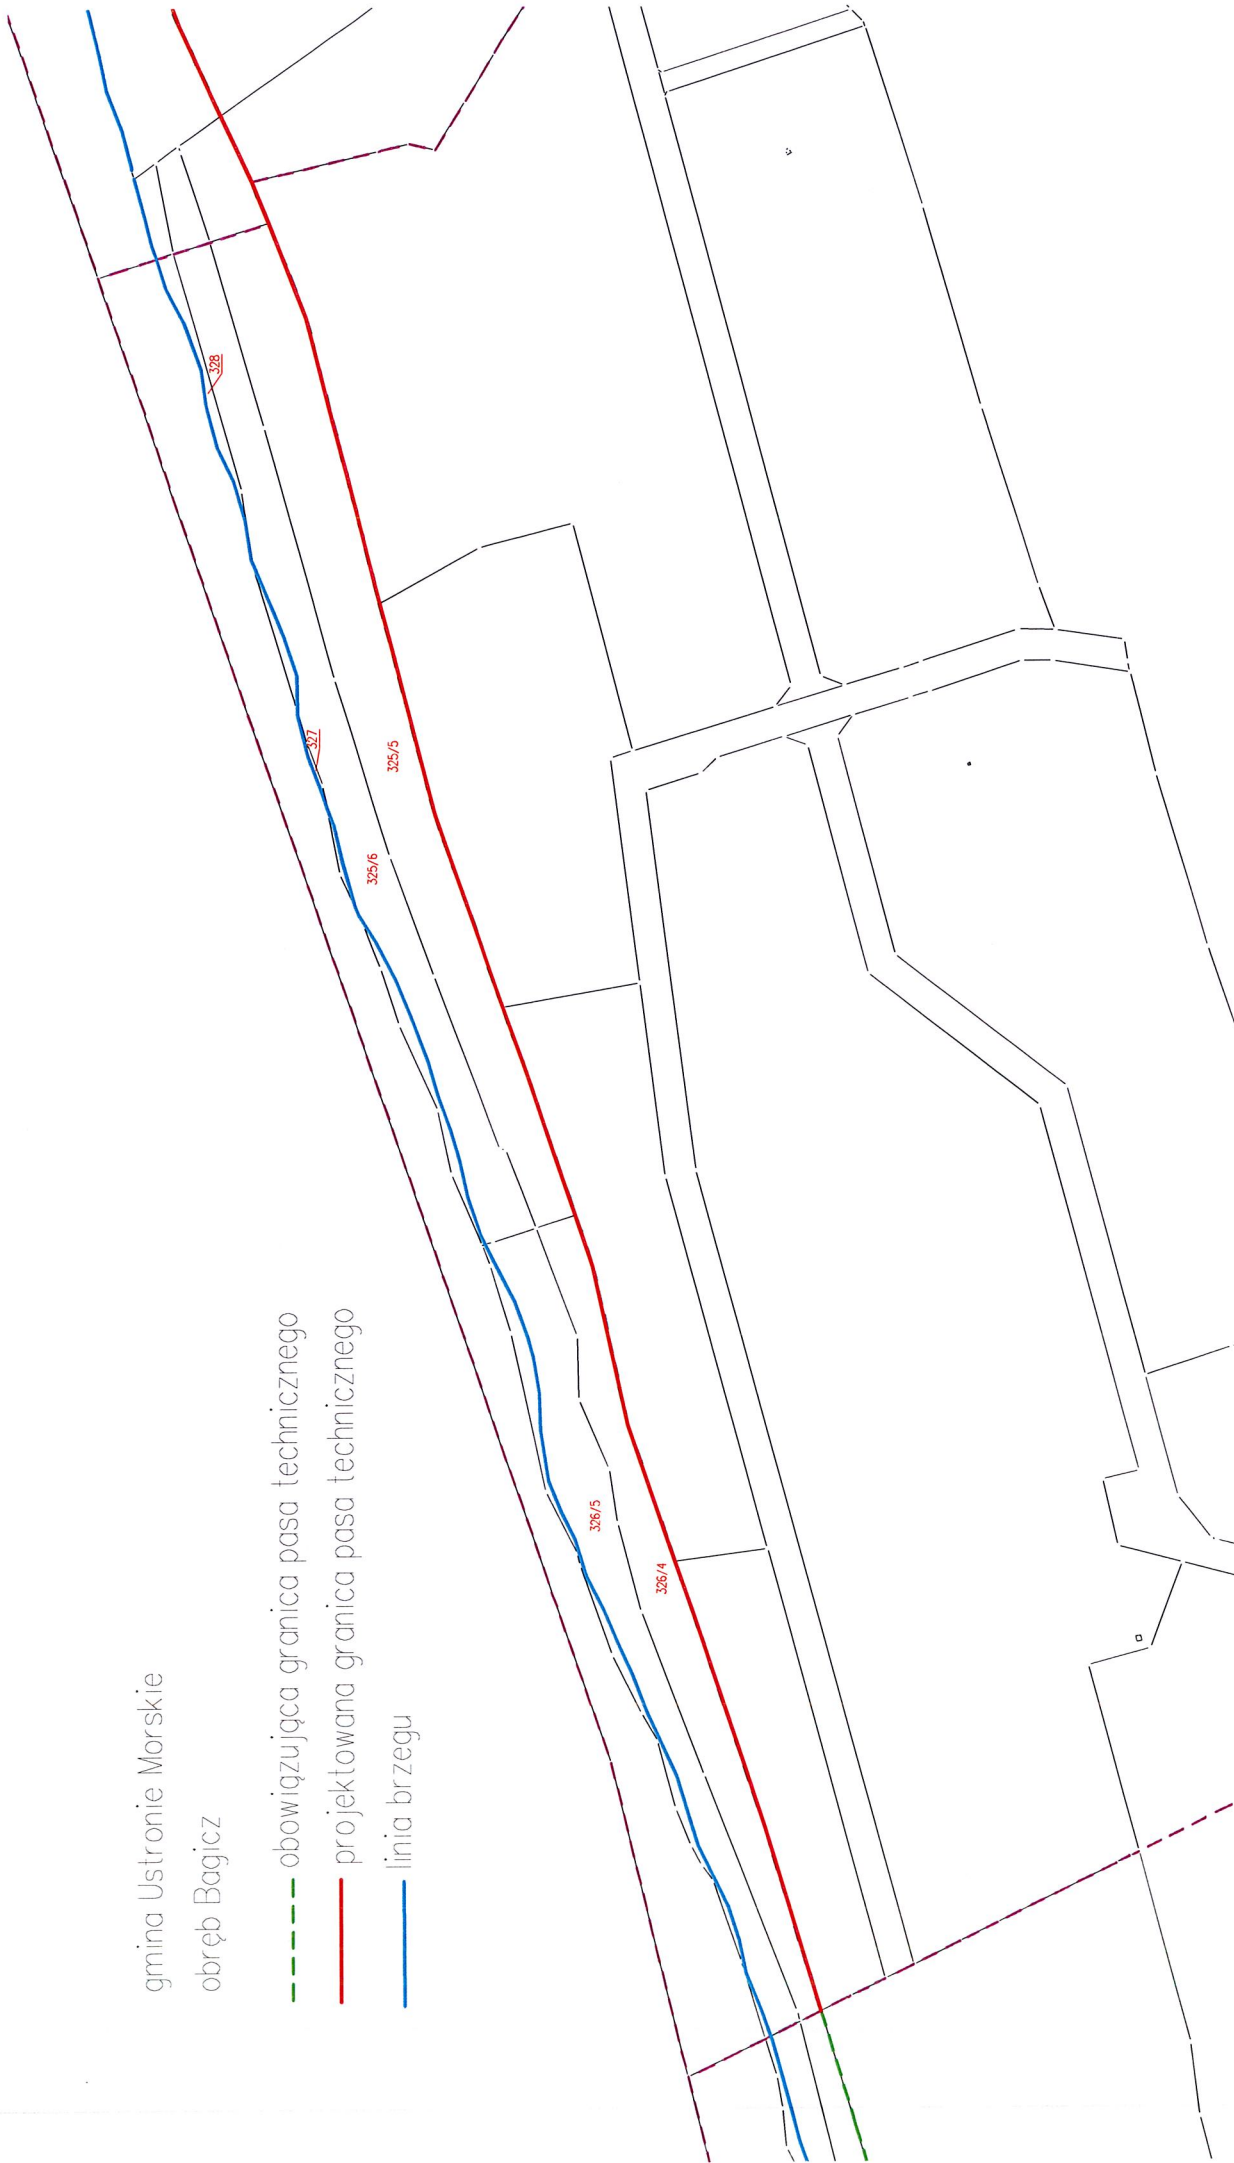 gmina Ustronie Morskie
obręb Bagicz
obowiązująca granica pasa technicznego
projektowana granica pasa technicznego
linia brzegu
326/5
326/4
325/6
327
325/5
328